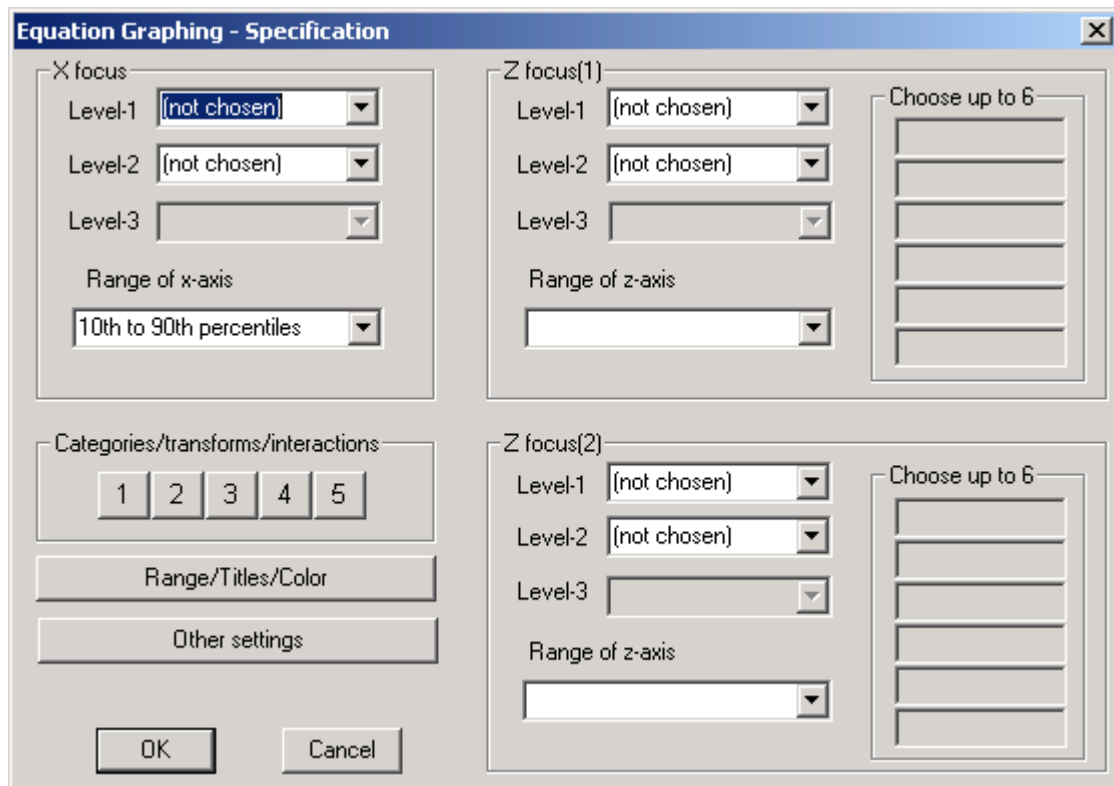 Equation Graphing - Specification
X focus
Level-1 (not chosen)
Level-2 (not chosen)
Level-3
Range of x-axis
10th to 90th percentiles
Categories/transforms/interactions
1 2 3 4 5
Range/Titles/Color
Other settings
OK Cancel
Z focus(1)
Level-1 (not chosen)
Level-2 (not chosen)
Level-3
Range of z-axis
Choose up to 6
Z focus(2)
Level-1 (not chosen)
Level-2 (not chosen)
Level-3
Range of z-axis
Choose up to 6